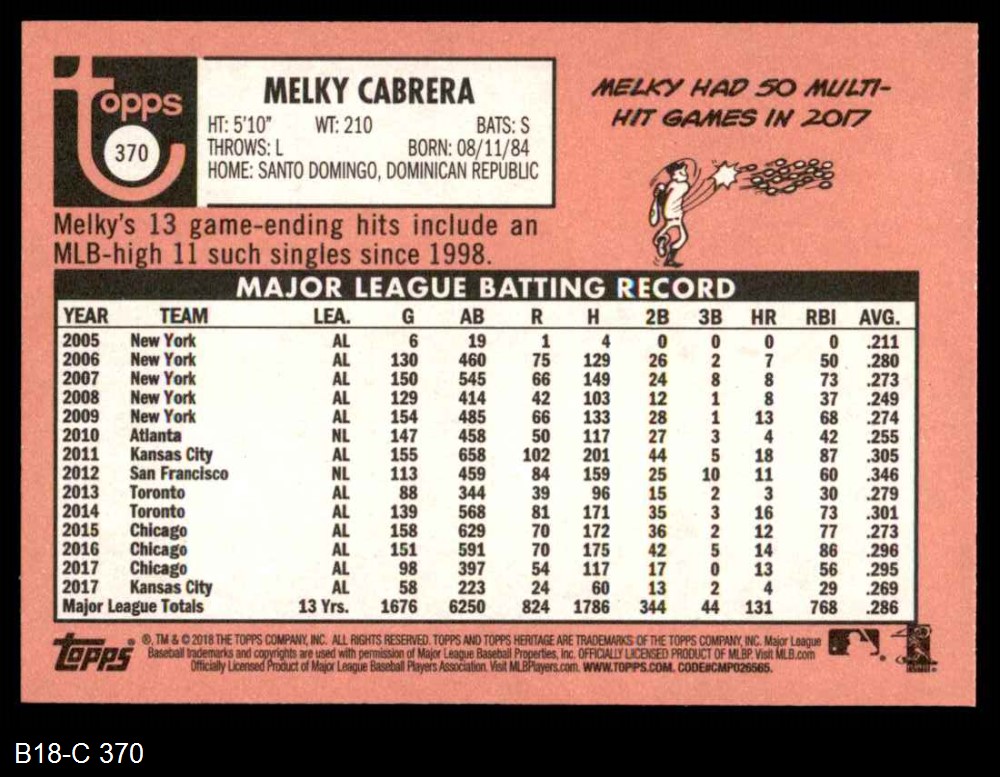 Topps
370
MELKY CABRERA
HT: 5'10" WT: 210 BATS: S
THROWS: L BORN: 08/11/84
HOME: SANTO DOMINGO, DOMINICAN REPUBLIC
MELKY HAD 50 MULTI-
HIT GAMES IN 2017
Melky's 13 game-ending hits include an
MLB-high 11 such singles since 1998.
MAJOR LEAGUE BATTING RECORD
YEAR TEAM LEA. G AB R H 2B 3B HR RBI AVG.
2005 New York AL 6 19 1 4 0 0 0 0 .211
2006 New York AL 130 460 75 129 26 2 7 50 .280
2007 New York AL 150 545 66 149 24 8 8 73 .273
2008 New York AL 129 414 42 103 12 1 8 37 .249
2009 New York AL 154 485 66 133 28 1 13 68 .274
2010 Atlanta NL 147 458 50 117 27 3 4 42 .255
2011 Kansas City AL 155 658 102 201 44 5 18 87 .305
2012 San Francisco NL 113 459 84 159 25 10 11 60 .346
2013 Toronto AL 88 344 39 96 15 2 3 30 .279
2014 Toronto AL 139 568 81 171 35 3 16 73 .301
2015 Chicago AL 158 629 70 172 36 2 12 77 .273
2016 Chicago AL 151 591 70 175 42 5 14 86 .296
2017 Chicago AL 98 397 54 117 17 0 13 56 .295
2017 Kansas City AL 58 223 24 60 13 2 4 29 .269
Major League Totals 13 Yrs. 1676 6250 824 1786 344 44 131 768 .286
Topps
®, TM & © 2018 THE TOPPS COMPANY, INC. ALL RIGHTS RESERVED. TOPPS AND TOPPS HERITAGE ARE TRADEMARKS OF THE TOPPS COMPANY, INC. Major League
Baseball trademarks and copyrights are used with permission of Major League Baseball Properties, Inc. OFFICIALLY LICENSED PRODUCT OF MLBP. Visit MLB.com
Officially Licensed Product of Major League Baseball Players Association. Visit MLBPlayers.com. WWW.TOPPS.COM. CODE#CMP026565.
B18-C 370